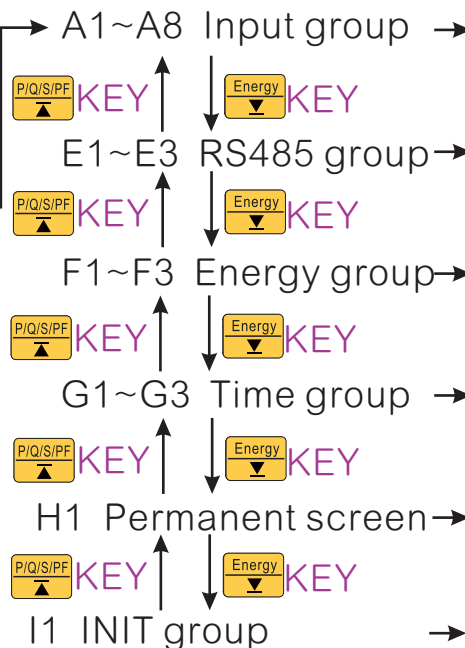 A1~A8 Input group
P/Q/S/PF KEY Energy KEY
E1~E3 RS485 group
P/Q/S/PF KEY Energy KEY
F1~F3 Energy group
P/Q/S/PF KEY Energy KEY
G1~G3 Time group
P/Q/S/PF KEY Energy KEY
H1 Permanent screen
P/Q/S/PF KEY Energy KEY
I1 INIT group